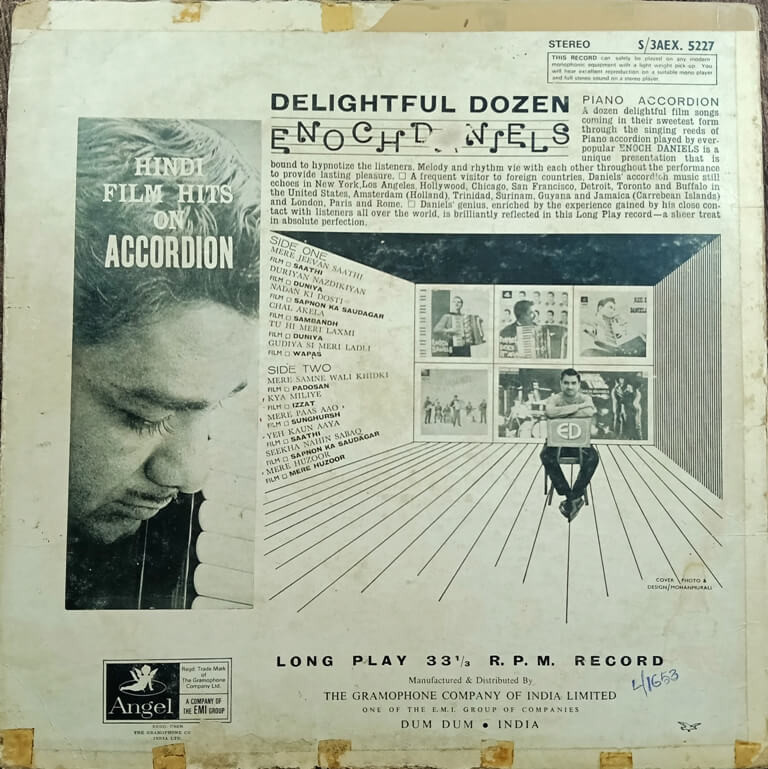 STEREO S/3AEX. 5227
THIS RECORD can safely be played on any modern
monophonic equipment with a light weight pick-up. You
will hear excellent reproduction on a suitable mono player
and full stereo sound on a stereo player.
DELIGHTFUL DOZEN
ENOCH D NIELS
PIANO ACCORDION
A dozen delightful film songs
coming in their sweetest form
through the singing reeds of
Piano accordion played by ever-
popular ENOCH DANIELS is a
unique presentation that is
bound to hypnotize the listeners. Melody and rhythm vie with each other throughout the performance
to provide lasting pleasure. □ A frequent visitor to foreign countries, Daniels' accordion music still
echoes in New York, Los Angeles, Hollywood, Chicago, San Francisco, Detroit, Toronto and Buffalo in
the United States, Amsterdam (Holland), Trinidad, Surinam, Guyana and Jamaica (Carrebean Islands)
and London, Paris and Rome. □ Daniels' genius, enriched by the experience gained by his close con-
tact with listeners all over the world, is brilliantly reflected in this Long Play record—a sheer treat
in absolute perfection.
HINDI
FILM HITS
ON
ACCORDION
SIDE ONE
MERE JEEVAN SAATHI
FILM □ SAATHI
DURIYAN NAZDIKIYAN
FILM □ DUNIYA
NADAN KI DOSTI
FILM □ SAPNON KA SAUDAGAR
CHAL AKELA
FILM □ SAMBANDH
TU HI MERI LAXMI
FILM □ DUNIYA
GUDIYA SI MERI LADLI
FILM □ WAPAS
SIDE TWO
MERE SAMNE WALI KHIDKI
FILM □ PADOSAN
KYA MILIYE
FILM □ IZZAT
MERE PAAS AAO
FILM □ SUNGHURSH
YEH KAUN AAYA
FILM □ SAATHI
SEEKHA NAHIN SABAQ
FILM □ SAPNON KA SAUDAGAR
MERE HUZOOR
FILM □ MERE HUZOOR
ENOCH
DANIELS
DANIELS
ED
COVER PHOTO &
DESIGN/MOHANMURALI
LONG PLAY 33 1/3 R. P. M. RECORD
Manufactured & Distributed By
THE GRAMOPHONE COMPANY OF INDIA LIMITED
ONE OF THE E.M.I. GROUP OF COMPANIES
DUM DUM • INDIA
4/1653
Angel
Regd. Trade Mark
of The
Gramophone
Company Ltd.
A COMPANY OF
THE EMI GROUP
REGD. USER
THE GRAMOPHONE CO
INDIA LTD.